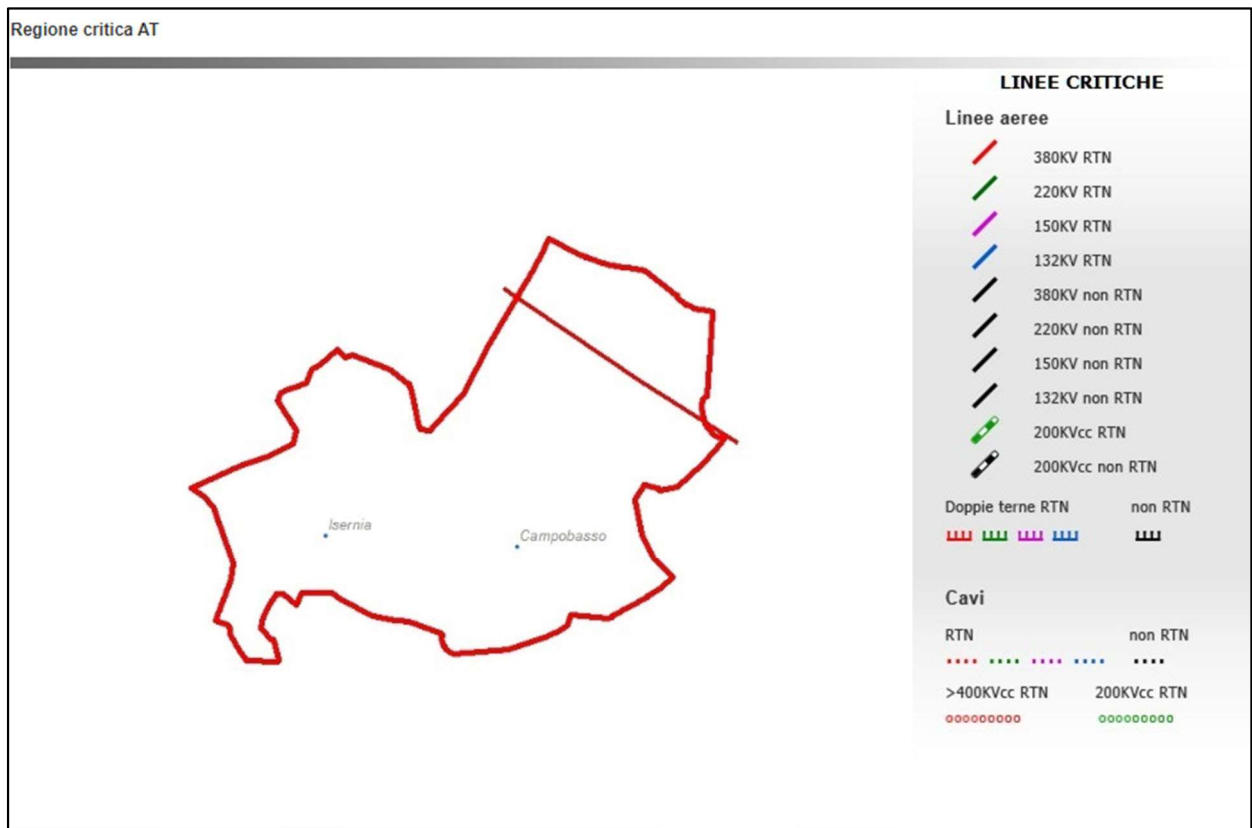 Regione critica AT
LINEE CRITICHE
Linee aeree
380KV RTN
220KV RTN
150KV RTN
132KV RTN
380KV non RTN
220KV non RTN
150KV non RTN
132KV non RTN
200KVcc RTN
200KVcc non RTN
Doppie terne RTN non RTN
Cavi
RTN non RTN
>400KVcc RTN 200KVcc RTN
Isernia
Campobasso